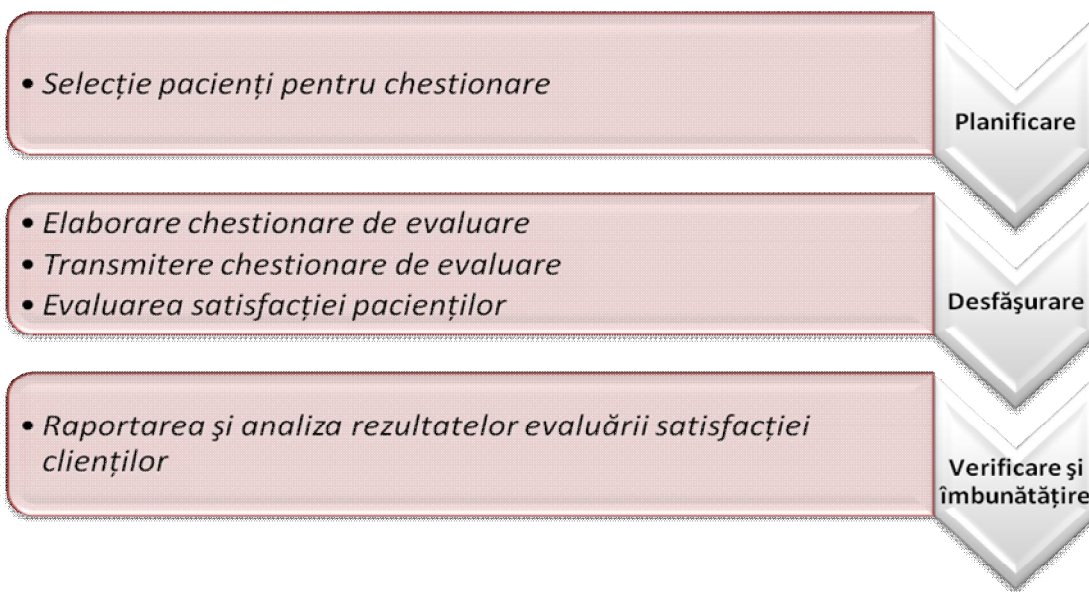 • Selecție pacienți pentru chestionare
Planificare
• Elaborare chestionare de evaluare
• Transmitere chestionare de evaluare
• Evaluarea satisfacției pacienților
Desfăşurare
• Raportarea şi analiza rezultatelor evaluării satisfacției
clienților
Verificare şi
îmbunătățire